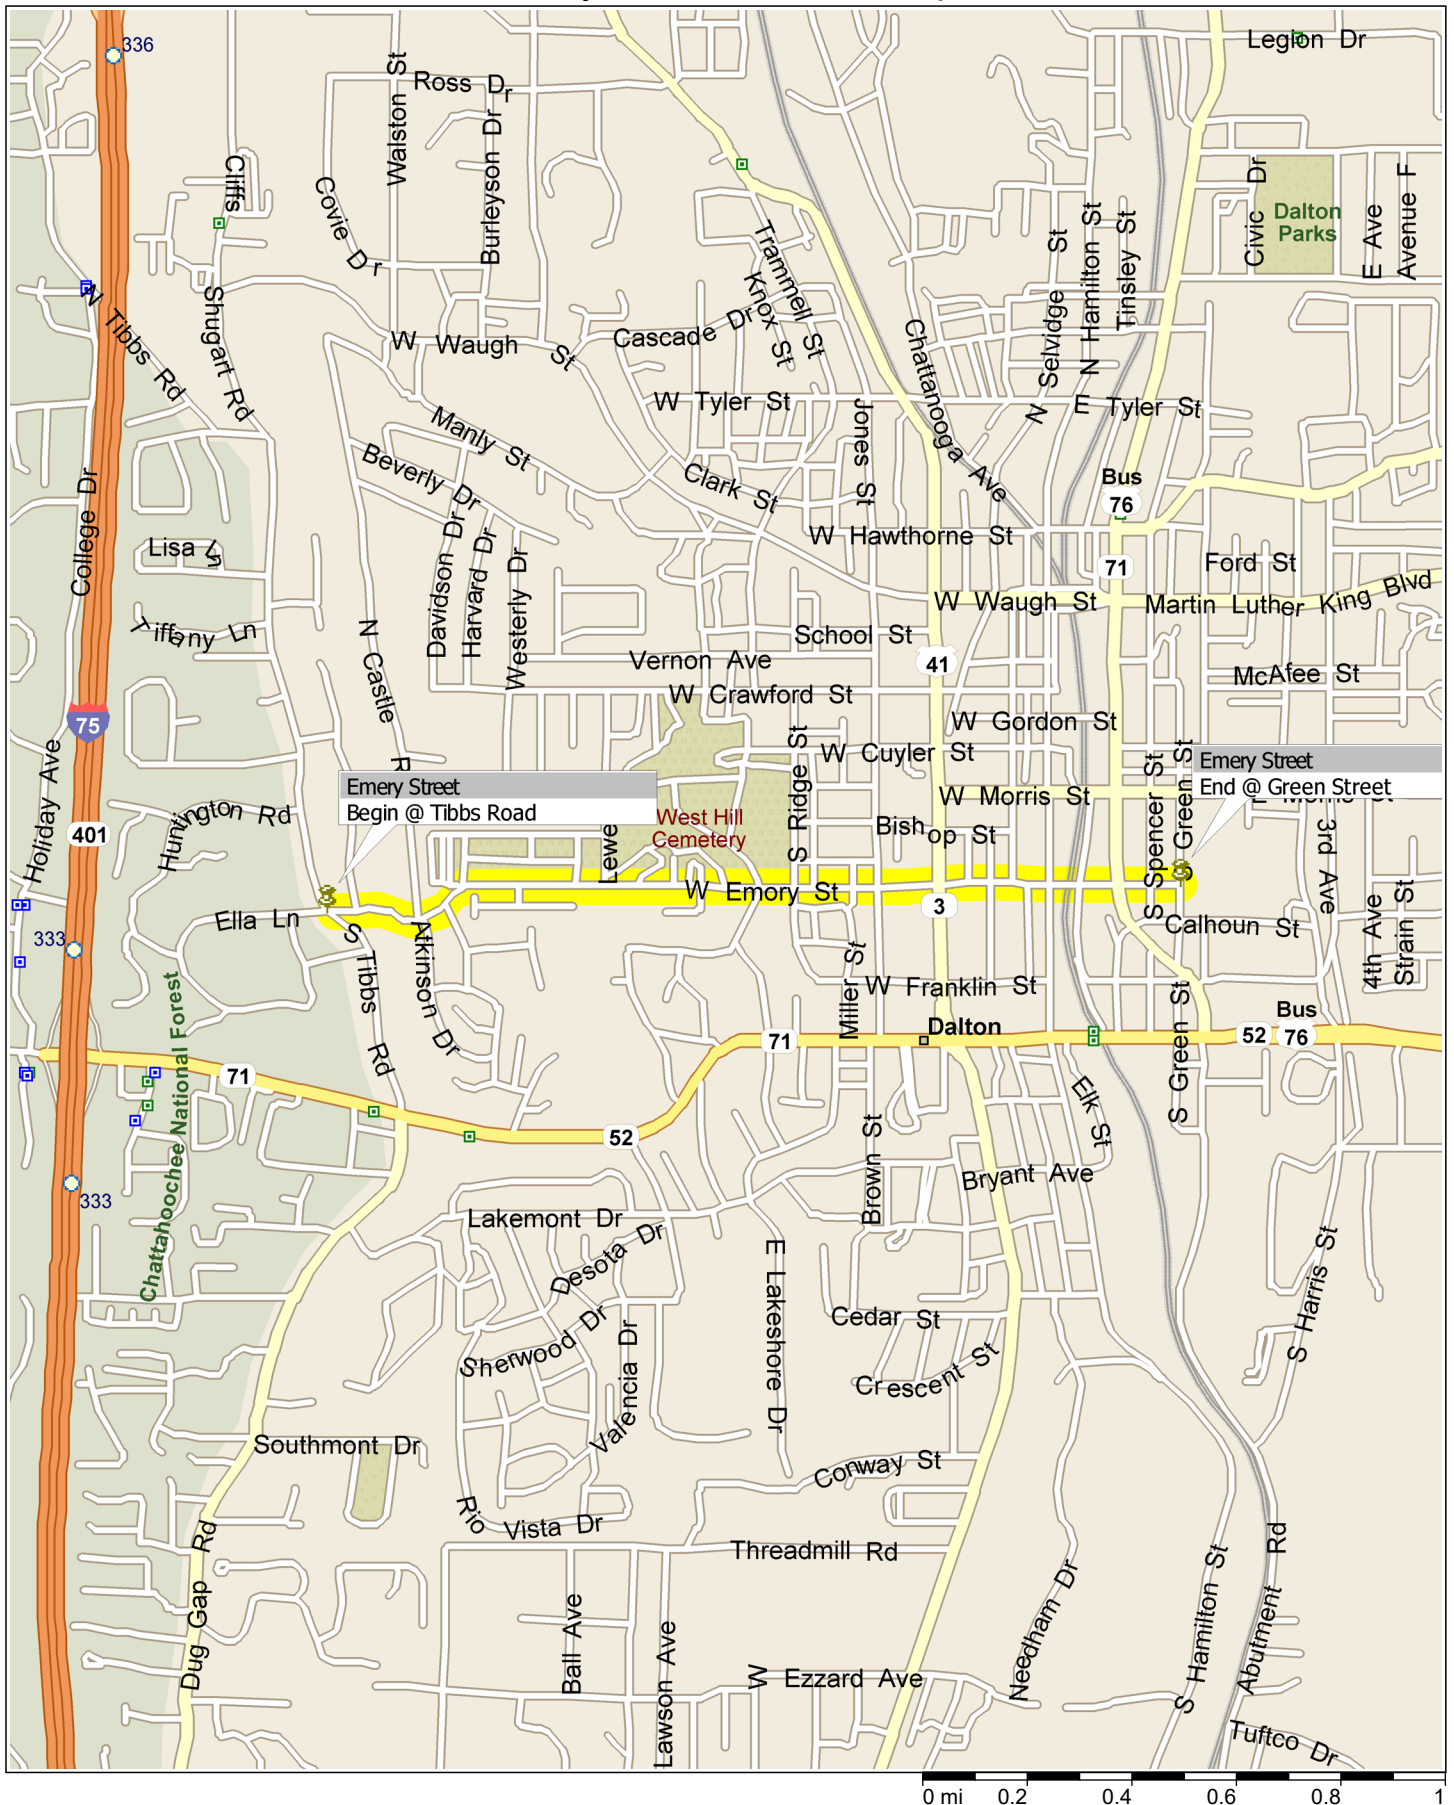 336
Legion Dr
Ross Dr
Walston St
Burleyson Dr
Cliffs
Covie Dr
Civic Dr
Dalton
Parks
E Ave
Avenue F
N Tibbs Rd
Shugart Rd
Trammell St
Knox St
Cascade Dr
W Waugh St
Chattanooga Ave
N Selvidge St
N Hamilton St
Tinsley St
W Tyler St
E Tyler St
Jones St
Manly St
Beverly Dr
Clark St
Bus
76
College Dr
W Hawthorne St
Lisa Ln
Davidson Dr
Harvard Dr
Westerly Dr
71
Ford St
W Waugh St
Martin Luther King Blvd
Tiffany Ln
N Castle R
School St
Vernon Ave
41
McAfee St
W Crawford St
75
W Gordon St
Holiday Ave
S Ridge St
W Cuyler St
S Spencer St
S Green St
Emery Street
End @ Green Street
Emery Street
Begin @ Tibbs Road
W Morris St
E Morris St
Huntington Rd
401
Lewe
West Hill
Cemetery
Bishop St
3rd Ave
W Emory St
3
Ella Ln
333
S Tibbs Rd
Atkinson Dr
Calhoun St
4th Ave
Strain St
Miller St
W Franklin St
Chattahoochee National Forest
Dalton
71
52
Bus
76
71
S Green St
52
Elk St
Brown St
Bryant Ave
333
Lakemont Dr
Desota Dr
E Lakeshore Dr
S Harris St
Sherwood Dr
Valencia Dr
Cedar St
Crescent St
Southmont Dr
Conway St
Rio Vista Dr
Threadmill Rd
Dug Gap Rd
Ball Ave
Lawson Ave
W Ezzard Ave
Needham Dr
S Hamilton St
Abutment Rd
Tuftco Dr
0 mi 0.2 0.4 0.6 0.8 1